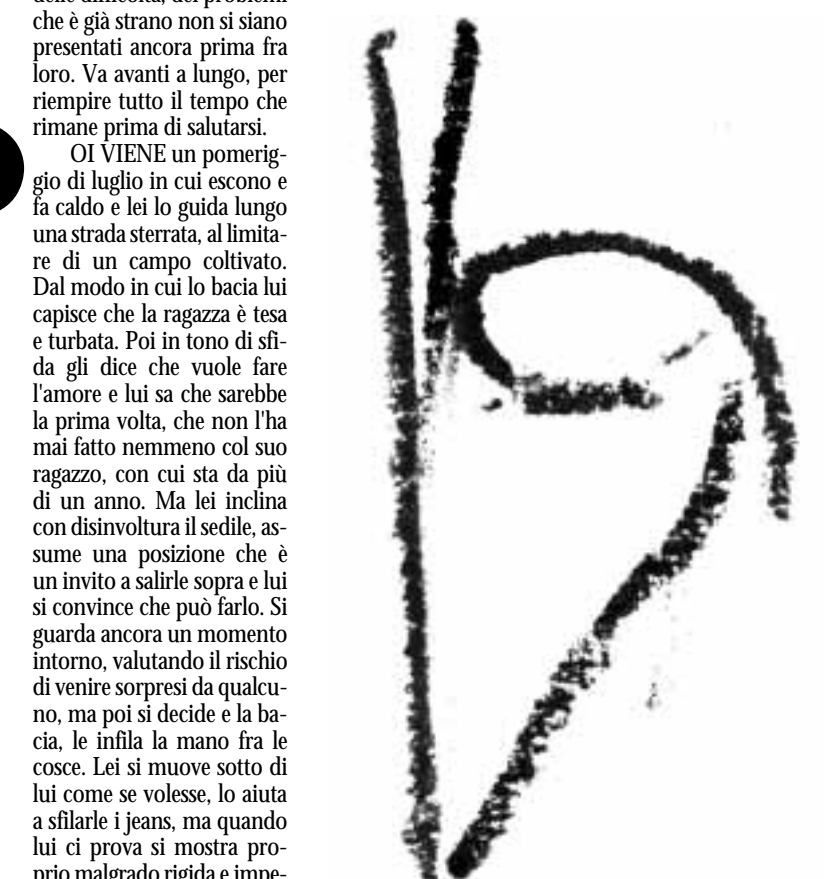 delle difficoltà, dei problemi
che è già strano non si siano
presentati ancora prima fra
loro. Va avanti a lungo, per
riempire tutto il tempo che
rimane prima di salutarsi.
OI VIENE un pomerig-
gio di luglio in cui escono e
fa caldo e lei lo guida lungo
una strada sterrata, al limita-
re di un campo coltivato.
Dal modo in cui lo bacia lui
capisce che la ragazza è tesa
e turbata. Poi in tono di sfi-
da gli dice che vuole fare
l'amore e lui sa che sarebbe
la prima volta, che non l'ha
mai fatto nemmeno col suo
ragazzo, con cui sta da più
di un anno. Ma lei inclina
con disinvoltura il sedile, as-
sume una posizione che è
un invito a salirle sopra e lui
si convince che può farlo. Si
guarda ancora un momento
intorno, valutando il rischio
di venire sorpresi da qualcu-
no, ma poi si decide e la ba-
cia, le infila la mano fra le
cosce. Lei si muove sotto di
lui come se volesse, lo aiuta
a sfilarle i jeans, ma quando
lui ci prova si mostra pro-
prio malgrado rigida e impe-